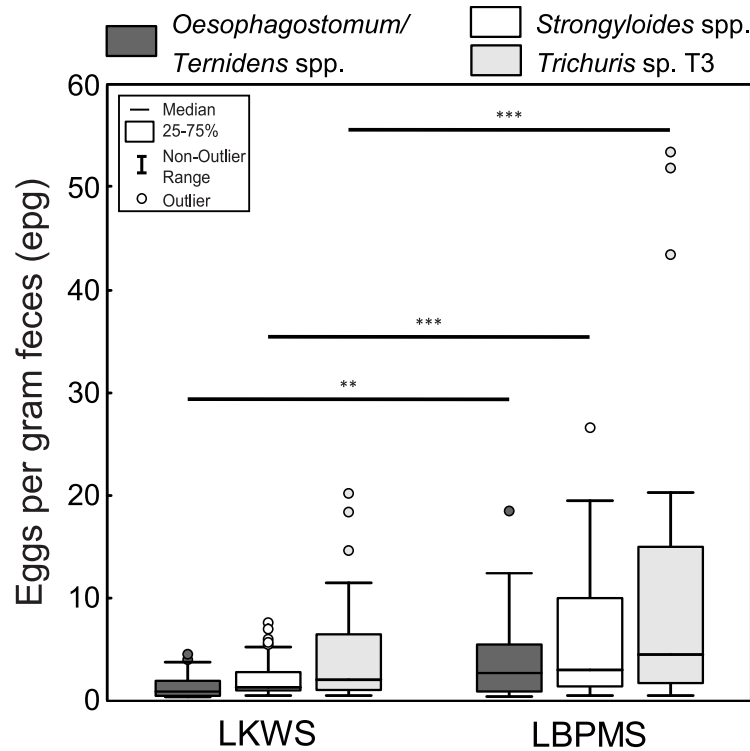 Oesophagostomum/
Ternidens spp.
Strongyloides spp.
Trichuris sp. T3
Eggs per gram feces (epg)
60
50
40
30
20
10
0
Median
25-75%
Non-Outlier
Range
Outlier
***
***
**
LKWS
LBPMS